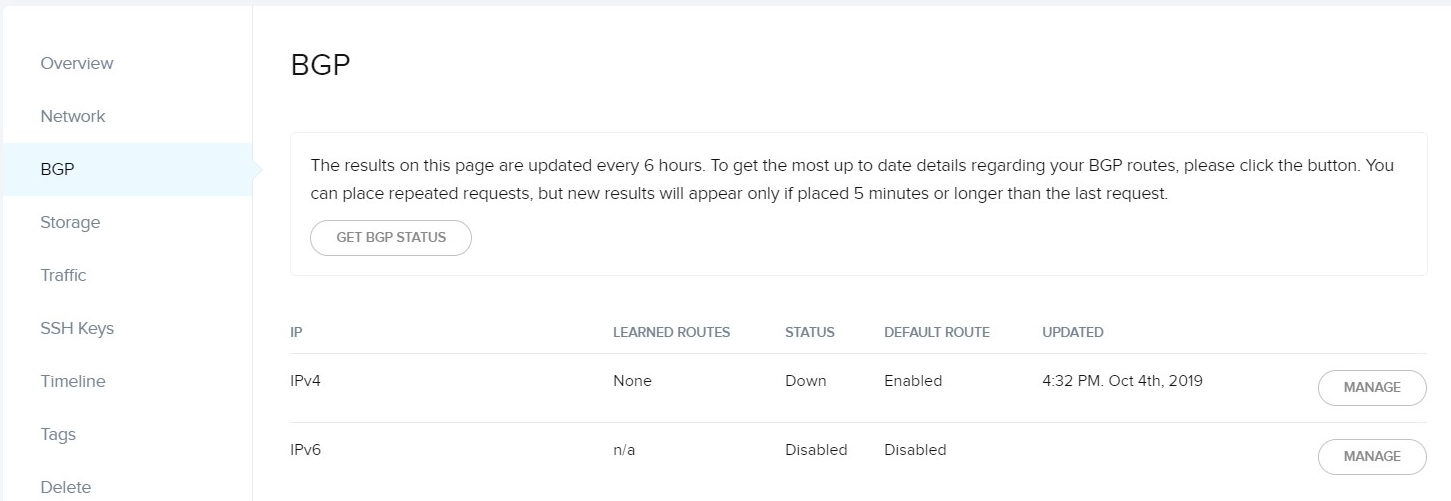 Overview
Network
BGP
Storage
Traffic
SSH Keys
Timeline
Tags
Delete
BGP
The results on this page are updated every 6 hours. To get the most up to date details regarding your BGP routes, please click the button. You
can place repeated requests, but new results will appear only if placed 5 minutes or longer than the last request.
GET BGP STATUS
IP LEARNED ROUTES STATUS DEFAULT ROUTE UPDATED
IPv4 None Down Enabled 4:32 PM. Oct 4th, 2019 MANAGE
IPv6 n/a Disabled Disabled MANAGE